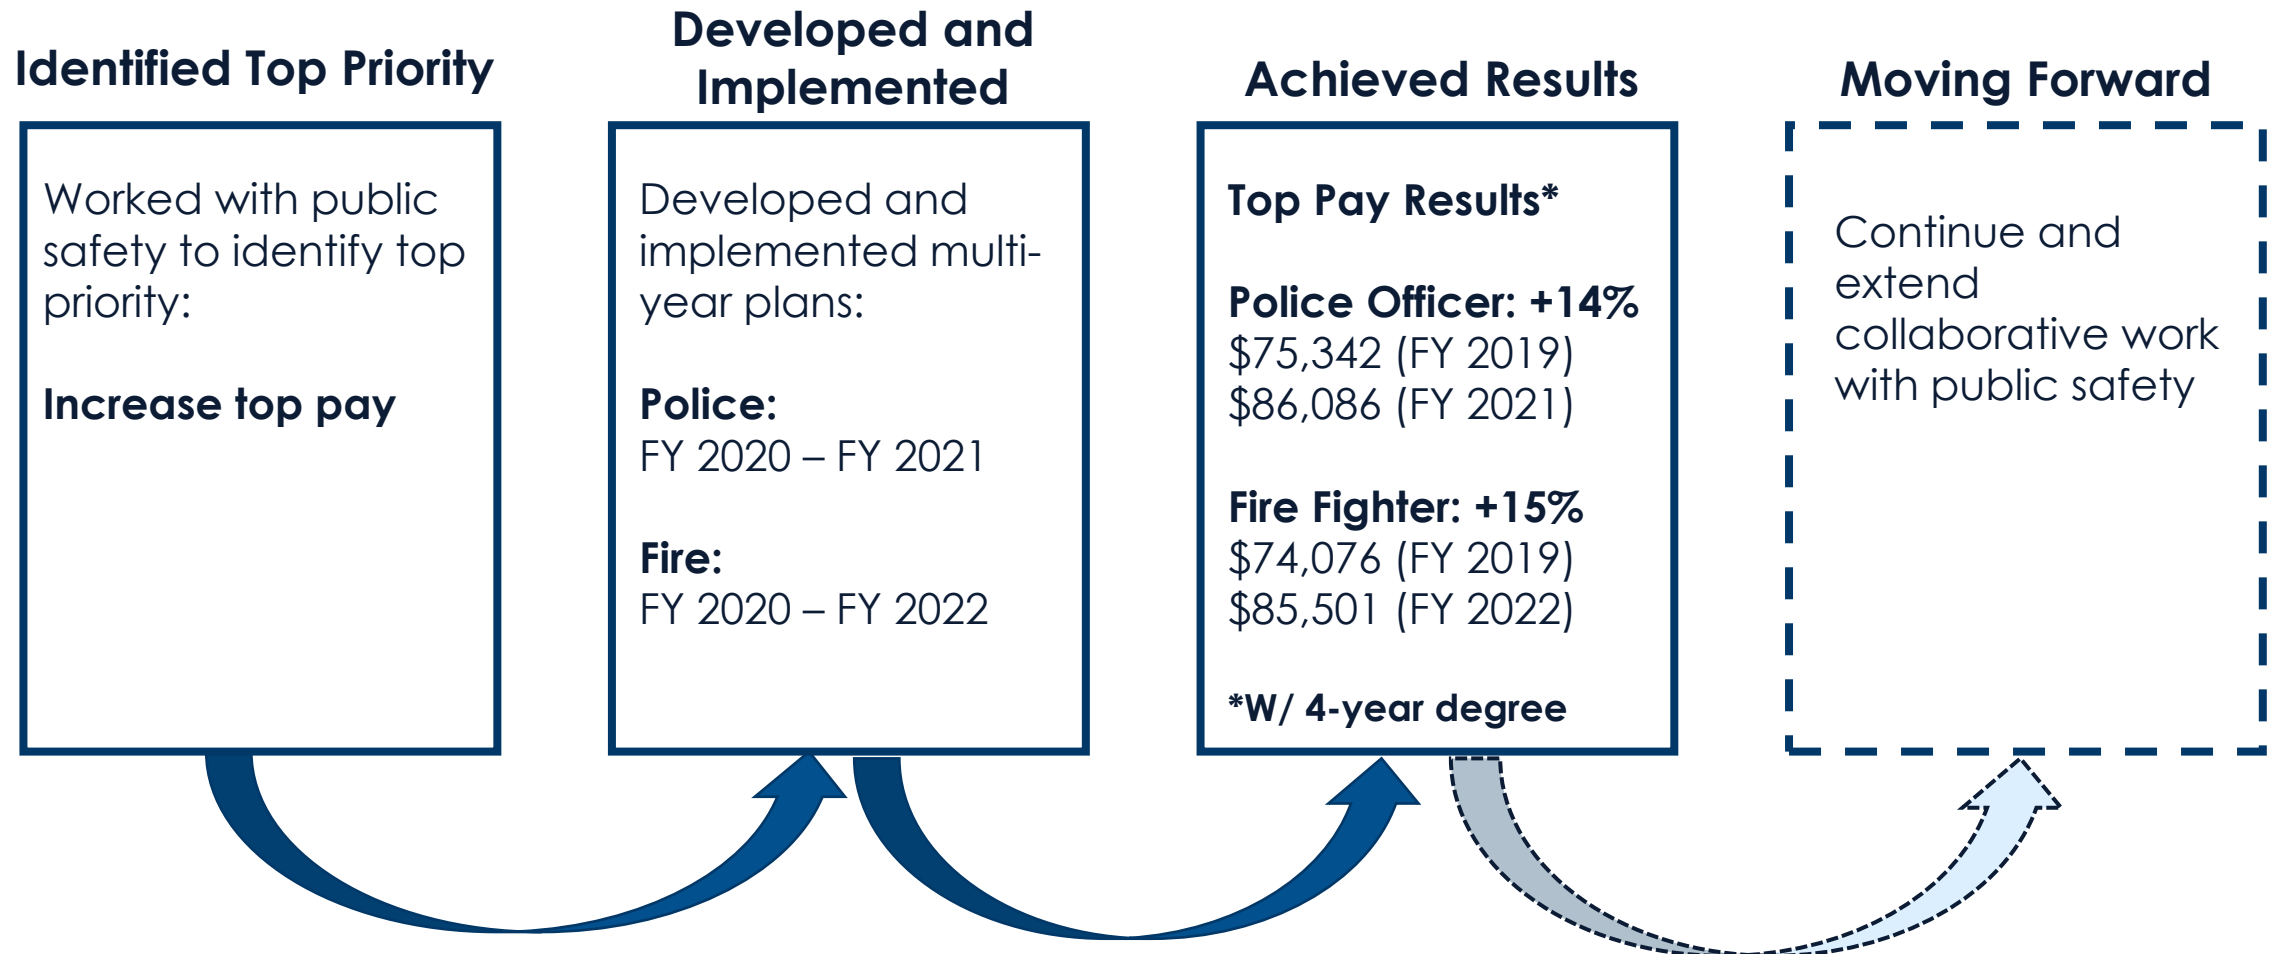 Identified Top Priority
Worked with public
safety to identify top
priority:
Increase top pay
Developed and
Implemented
Developed and
implemented multi-
year plans:
Police:
FY 2020 – FY 2021
Fire:
FY 2020 – FY 2022
Achieved Results
Top Pay Results*
Police Officer: +14%
$75,342 (FY 2019)
$86,086 (FY 2021)
Fire Fighter: +15%
$74,076 (FY 2019)
$85,501 (FY 2022)
*W/ 4-year degree
Moving Forward
Continue and
extend
collaborative work
with public safety